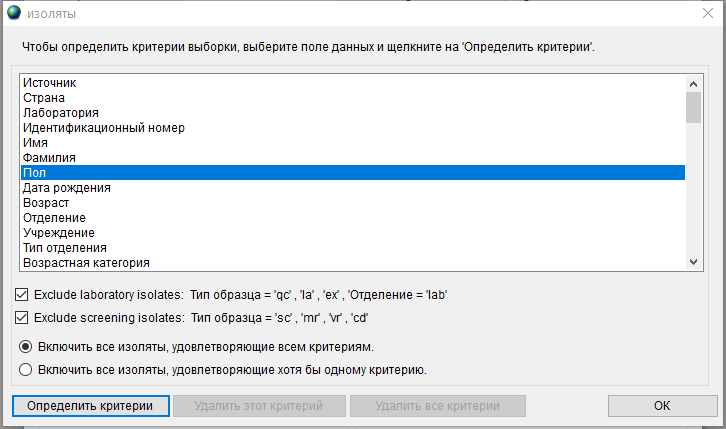 изоляты
Чтобы определить критерии выборки, выберите поле данных и щелкните на 'Определить критерии'.
Источник
Страна
Лаборатория
Идентификационный номер
Имя
Фамилия
Пол
Дата рождения
Возраст
Отделение
Учреждение
Тип отделения
Возрастная категория
Exclude laboratory isolates: Тип образца = 'qc' , 'la' , 'ex' , 'Отделение = 'lab'
Exclude screening isolates: Тип образца = 'sc' , 'mr' , 'vr' , 'cd'
Включить все изоляты, удовлетворяющие всем критериям.
Включить все изоляты, удовлетворяющие хотя бы одному критерию.
Определить критерии Удалить этот критерий Удалить все критерии ОК